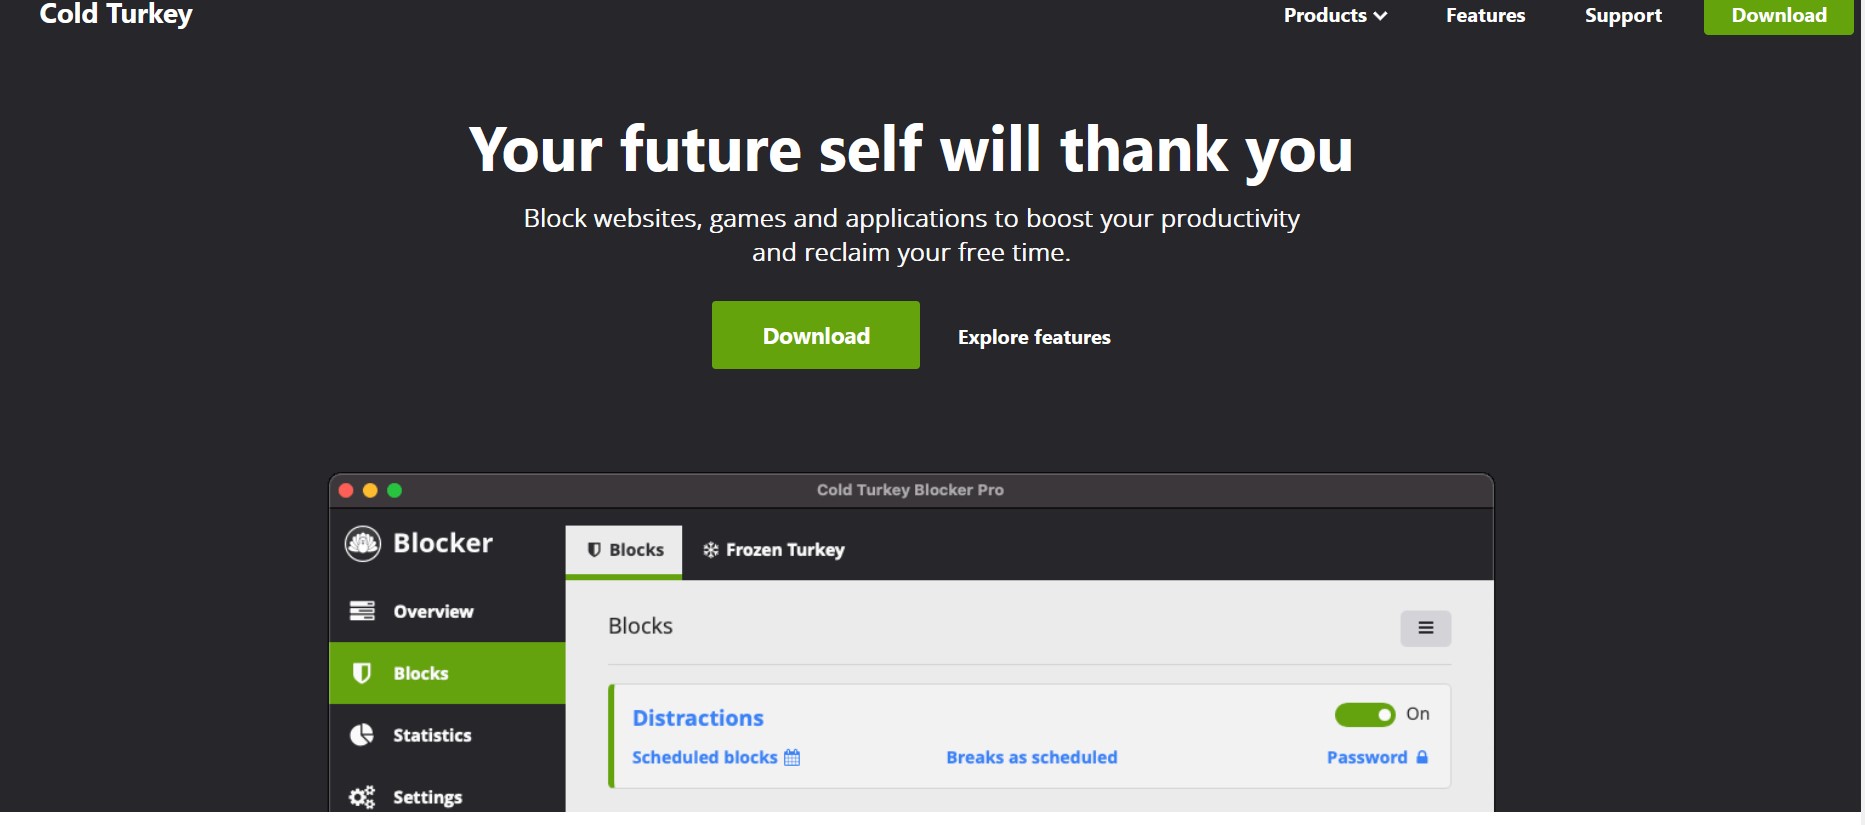 Cold Turkey
Products
Features
Support
Download
Your future self will thank you
Block websites, games and applications to boost your productivity
and reclaim your free time.
Download
Explore features
Cold Turkey Blocker Pro
Blocker
Blocks
Frozen Turkey
Overview
Blocks
Blocks
Statistics
Settings
Distractions
On
Scheduled blocks
Breaks as scheduled
Password